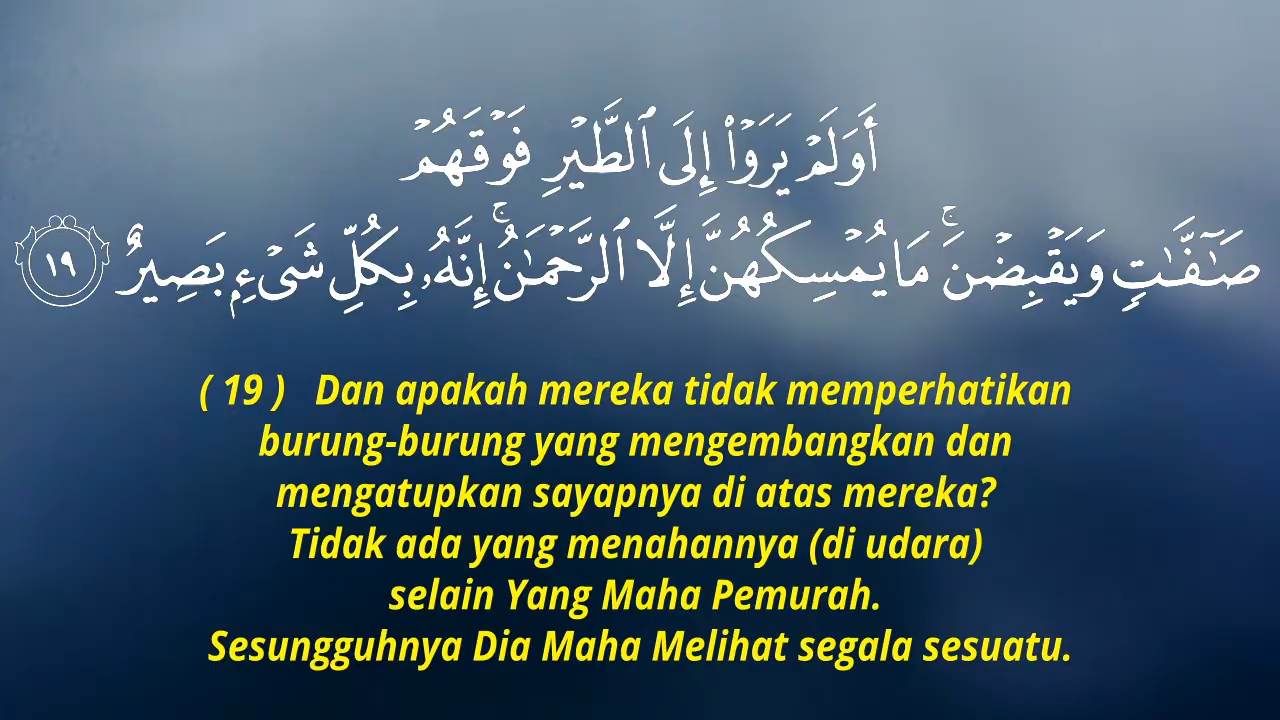 أَوَلَمْ يَرَوْا۟ إِلَى ٱلطَّيْرِ فَوْقَهُمْ
صَـٰٓفَّـٰتٍ وَيَقْبِضْنَ ۚ مَا يُمْسِكُهُنَّ إِلَّا ٱلرَّحْمَـٰنُ ۚ إِنَّهُۥ بِكُلِّ شَىْءٍۭ بَصِيرٌ ١٩
( 19 ) Dan apakah mereka tidak memperhatikan
burung-burung yang mengembangkan dan
mengatupkan sayapnya di atas mereka?
Tidak ada yang menahannya (di udara)
selain Yang Maha Pemurah.
Sesungguhnya Dia Maha Melihat segala sesuatu.